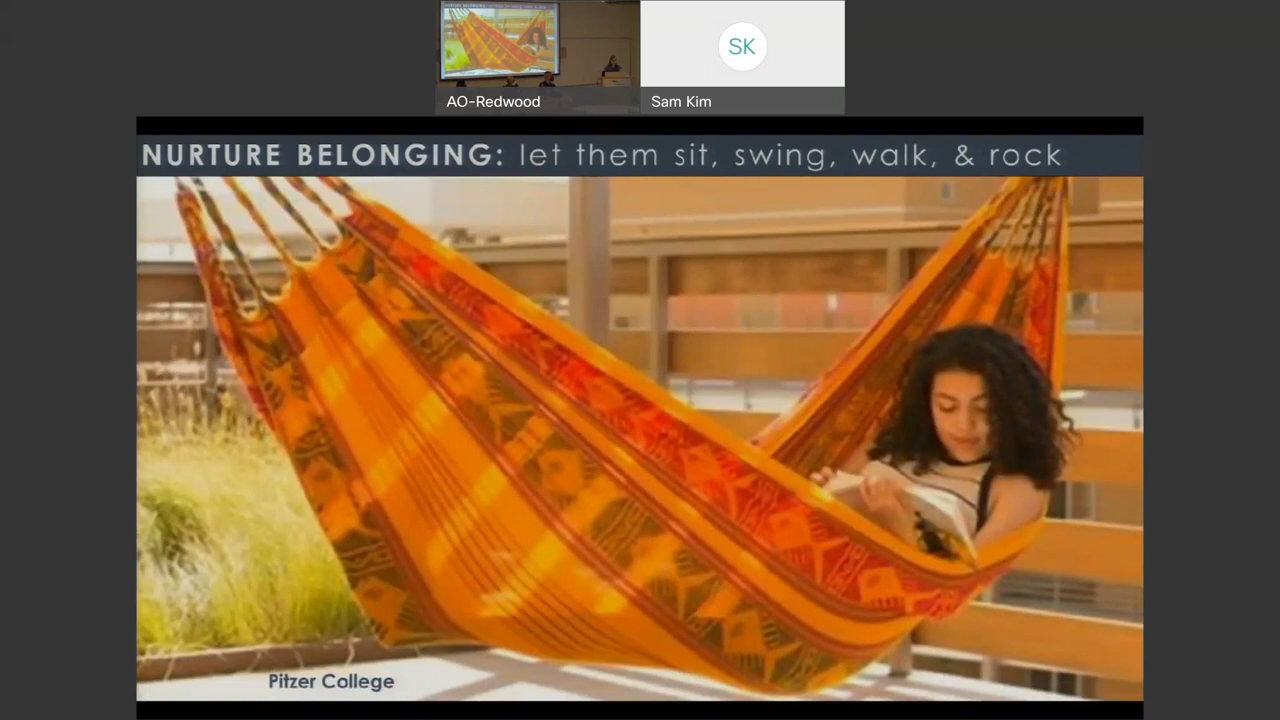 AO-Redwood
SK
Sam Kim
NURTURE BELONGING: let them sit, swing, walk, & rock
Pitzer College